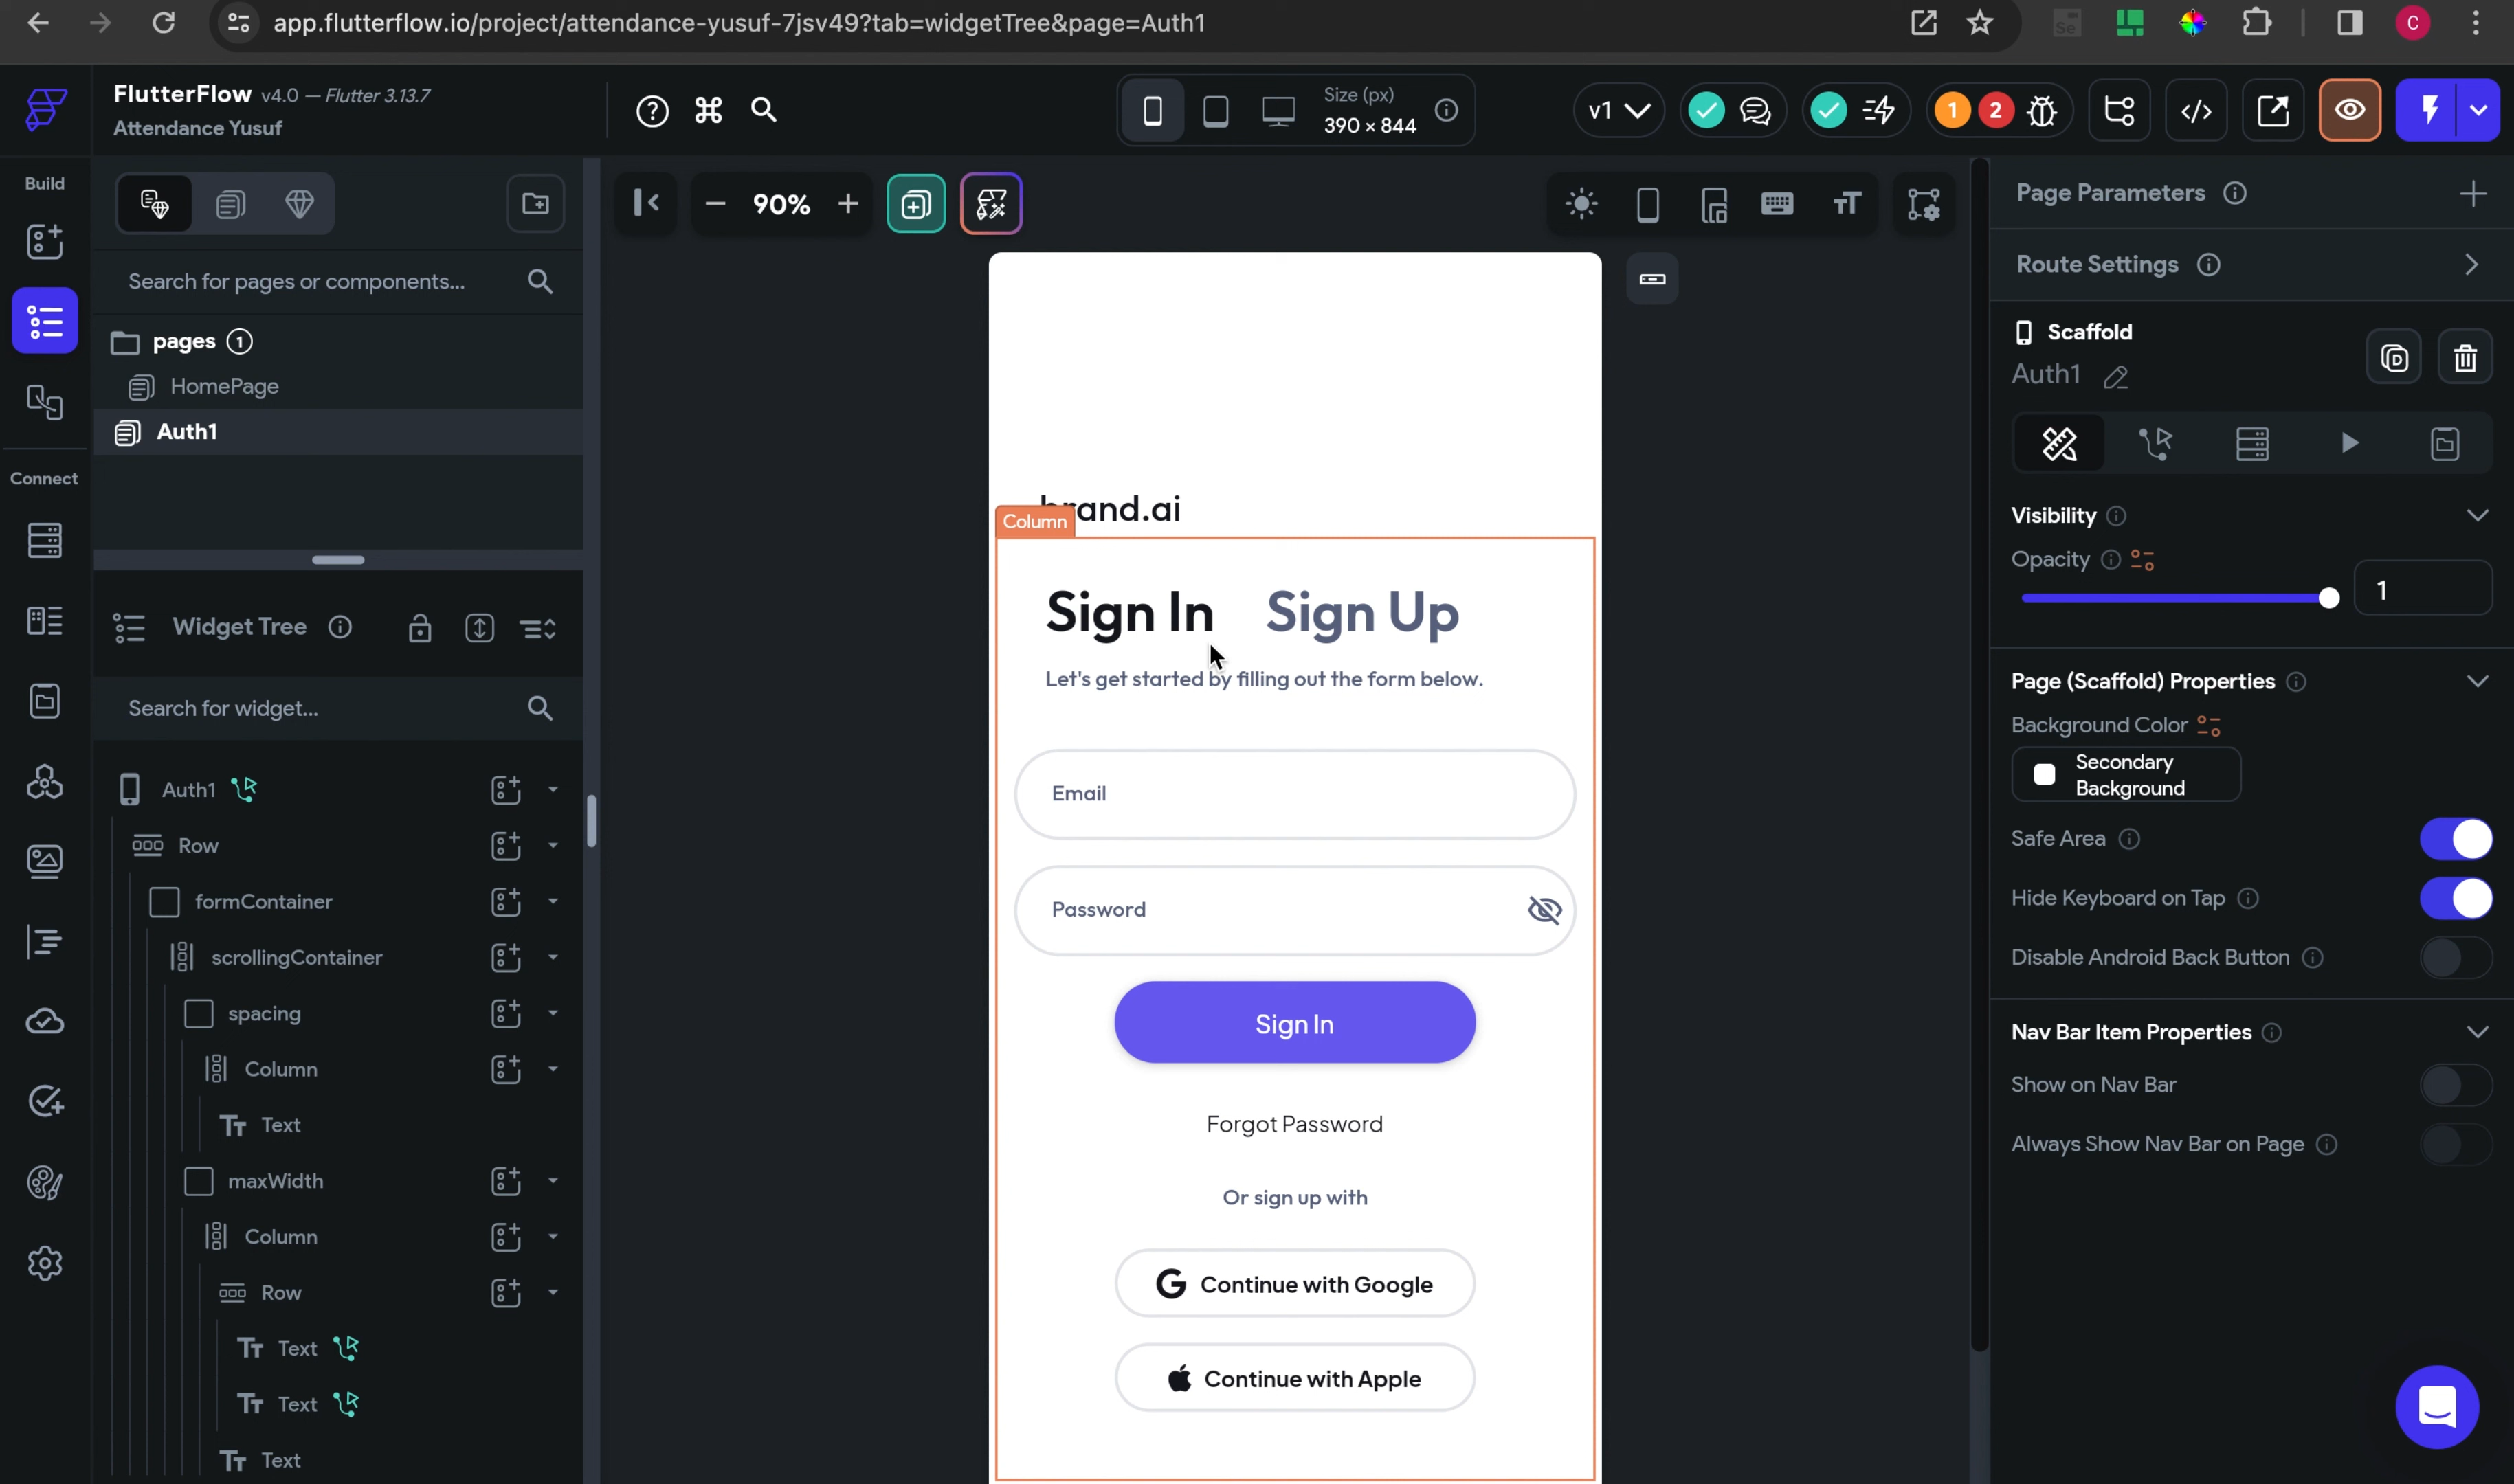 app.flutterflow.io/project/attendance-yusuf-7jsv49?tab=widgetTree&page=Auth1
C
FlutterFlow v4.0 — Flutter 3.13.7
Attendance Yusuf
Size (px)
390 × 844
v1
1 2
Build
Connect
Search for pages or components...
pages 1
HomePage
Auth1
Widget Tree
Search for widget...
Auth1
Row
formContainer
scrollingContainer
spacing
Column
Text
maxWidth
Column
Row
Text
Text
Text
90%
brand.ai
Column
Sign In Sign Up
Let's get started by filling out the form below.
Email
Password
Sign In
Forgot Password
Or sign up with
Continue with Google
Continue with Apple
Page Parameters
Route Settings
Scaffold
Auth1
Visibility
Opacity
1
Page (Scaffold) Properties
Background Color
Secondary
Background
Safe Area
Hide Keyboard on Tap
Disable Android Back Button
Nav Bar Item Properties
Show on Nav Bar
Always Show Nav Bar on Page